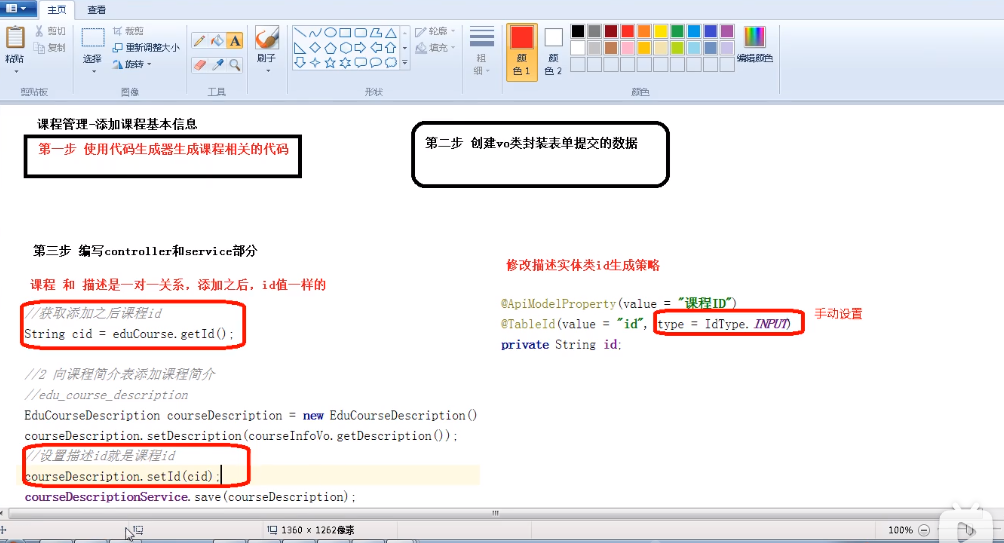 主页
查看
粘贴
剪切
复制
剪贴板
选择
裁剪
重新调整大小
旋转
图像
A
工具
刷子
形状
轮廓
填充
粗细
颜色 1
颜色 2
编辑颜色
颜色
课程管理-添加课程基本信息
第一步 使用代码生成器生成课程相关的代码
第二步 创建vo类封装表单提交的数据
第三步 编写controller和service部分
课程 和 描述是一对一关系，添加之后，id值一样的
//获取添加之后课程id
String cid = eduCourse.getId();
//2 向课程简介表添加课程简介
//edu_course_description
EduCourseDescription courseDescription = new EduCourseDescription()
courseDescription.setDescription(courseInfoVo.getDescription());
//设置描述id就是课程id
courseDescription.setId(cid);
courseDescriptionService.save(courseDescription);
修改描述实体类id生成策略
@ApiModelProperty(value = "课程ID")
@TableId(value = "id", type = IdType.INPUT)
private String id;
手动设置
1360 × 1262像素
100%